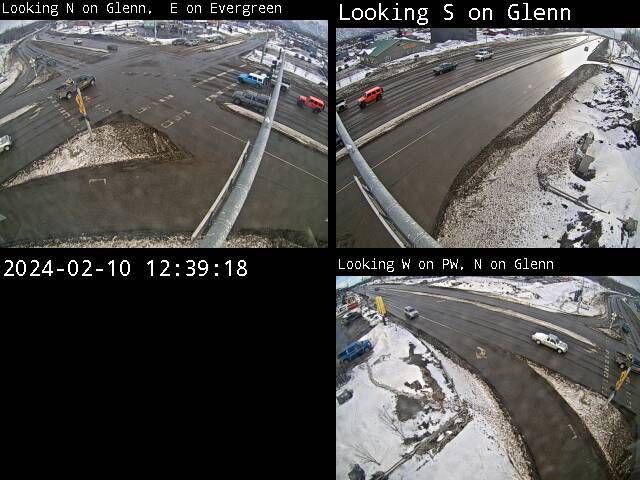 Looking N on Glenn, E on Evergreen
Looking S on Glenn
2024-02-10 12:39:18
Looking W on PW, N on Glenn